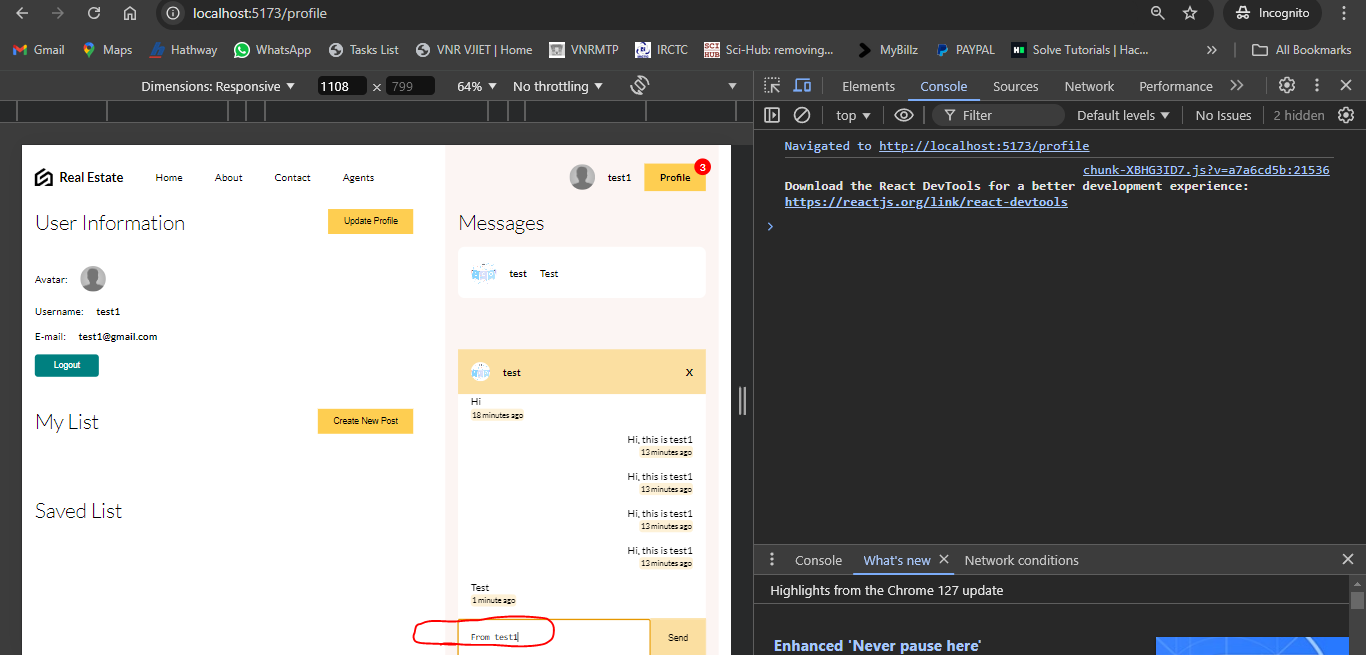 localhost:5173/profile
Incognito
Gmail
Maps
Hathway
WhatsApp
Tasks List
VNR VJIET | Home
VNRMTP
IRCTC
SCI HUB
Sci-Hub: removing...
MyBillz
PAYPAL
Solve Tutorials | Hac...
All Bookmarks
Dimensions: Responsive
1108 × 799
64%
No throttling
Elements
Console
Sources
Network
Performance
top
Filter
Default levels
No Issues
2 hidden
Navigated to http://localhost:5173/profile
chunk-XBHG3ID7.js?v=a7a6cd5b:21536
Download the React DevTools for a better development experience:
https://reactjs.org/link/react-devtools
Real Estate
Home
About
Contact
Agents
test1
Profile
3
User Information
Update Profile
Avatar:
Username: test1
E-mail: test1@gmail.com
Logout
My List
Create New Post
Saved List
Messages
test Test
test
X
Hi
18 minutes ago
Hi, this is test1
13 minutes ago
Hi, this is test1
13 minutes ago
Hi, this is test1
13 minutes ago
Hi, this is test1
13 minutes ago
Test
1 minute ago
From test1
Send
Console
What's new
Network conditions
Highlights from the Chrome 127 update
Enhanced 'Never pause here'